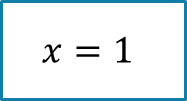 x = 1